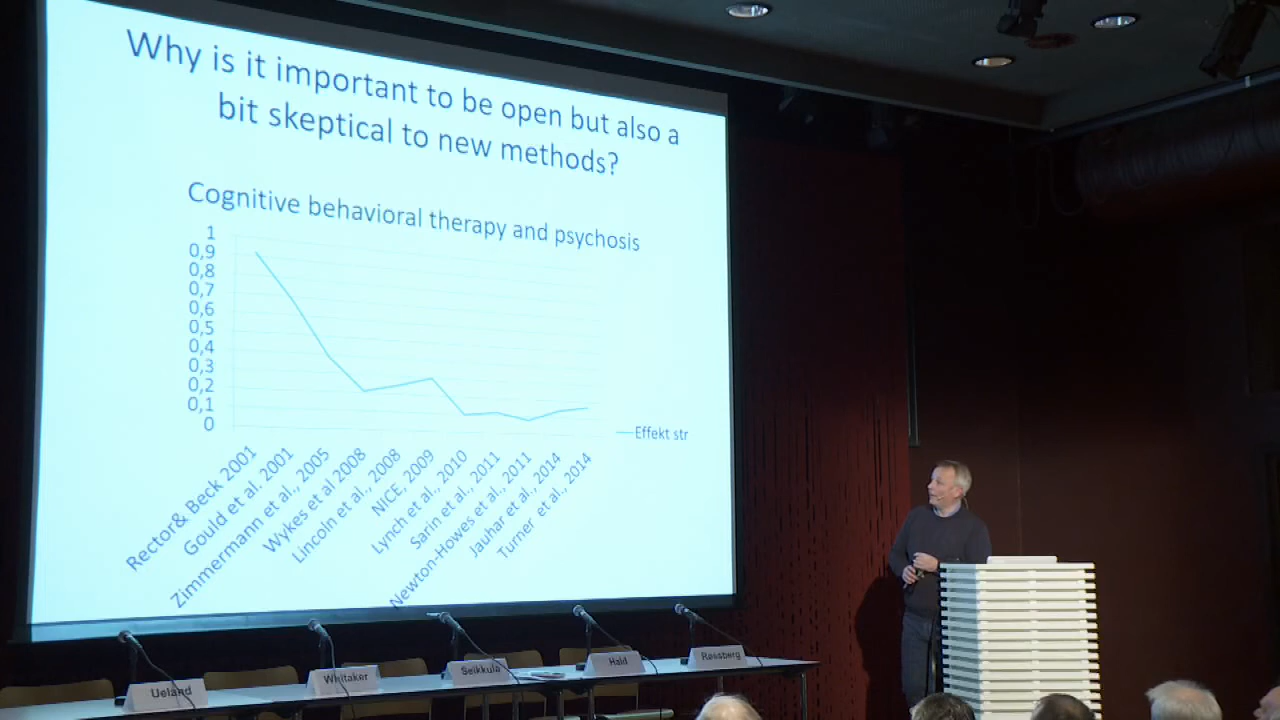 Why is it important to be open but also a
bit skeptical to new methods?
Cognitive behavioral therapy and psychosis
1
0,9
0,8
0,7
0,6
0,5
0,4
0,3
0,2
0,1
0
Effekt str
Rector& Beck 2001
Gould et al. 2001
Zimmermann et al., 2005
Wykes et al 2008
Lincoln et al., 2008
NICE, 2009
Lynch et al., 2010
Sarin et al., 2011
Newton-Howes et al., 2011
Jauhar et al., 2014
Turner et al., 2014
Ueland
Whitaker
Seikkula
Hald
Røssberg